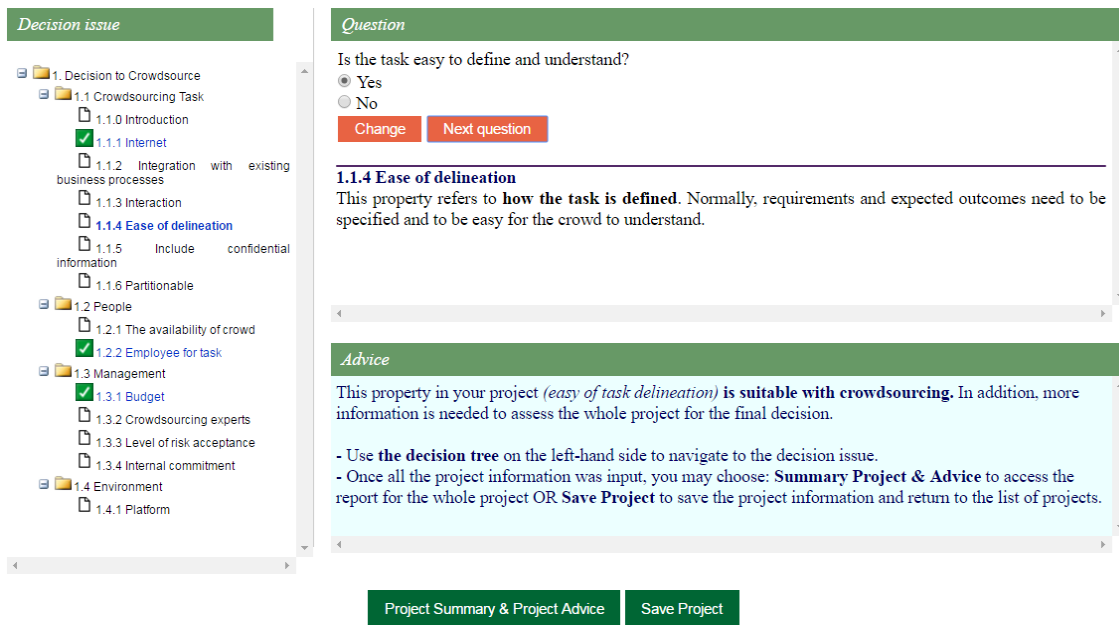 Decision issue
1. Decision to Crowdsource
1.1 Crowdsourcing Task
1.1.0 Introduction
1.1.1 Internet
1.1.2 Integration with existing
business processes
1.1.3 Interaction
1.1.4 Ease of delineation
1.1.5 Include confidential
information
1.1.6 Partitionable
1.2 People
1.2.1 The availability of crowd
1.2.2 Employee for task
1.3 Management
1.3.1 Budget
1.3.2 Crowdsourcing experts
1.3.3 Level of risk acceptance
1.3.4 Internal commitment
1.4 Environment
1.4.1 Platform
Question
Is the task easy to define and understand?
Yes
No
Change Next question
1.1.4 Ease of delineation
This property refers to how the task is defined. Normally, requirements and expected outcomes need to be
specified and to be easy for the crowd to understand.
Advice
This property in your project (easy of task delineation) is suitable with crowdsourcing. In addition, more
information is needed to assess the whole project for the final decision.
- Use the decision tree on the left-hand side to navigate to the decision issue.
- Once all the project information was input, you may choose: Summary Project & Advice to access the
report for the whole project OR Save Project to save the project information and return to the list of projects.
Project Summary & Project Advice Save Project